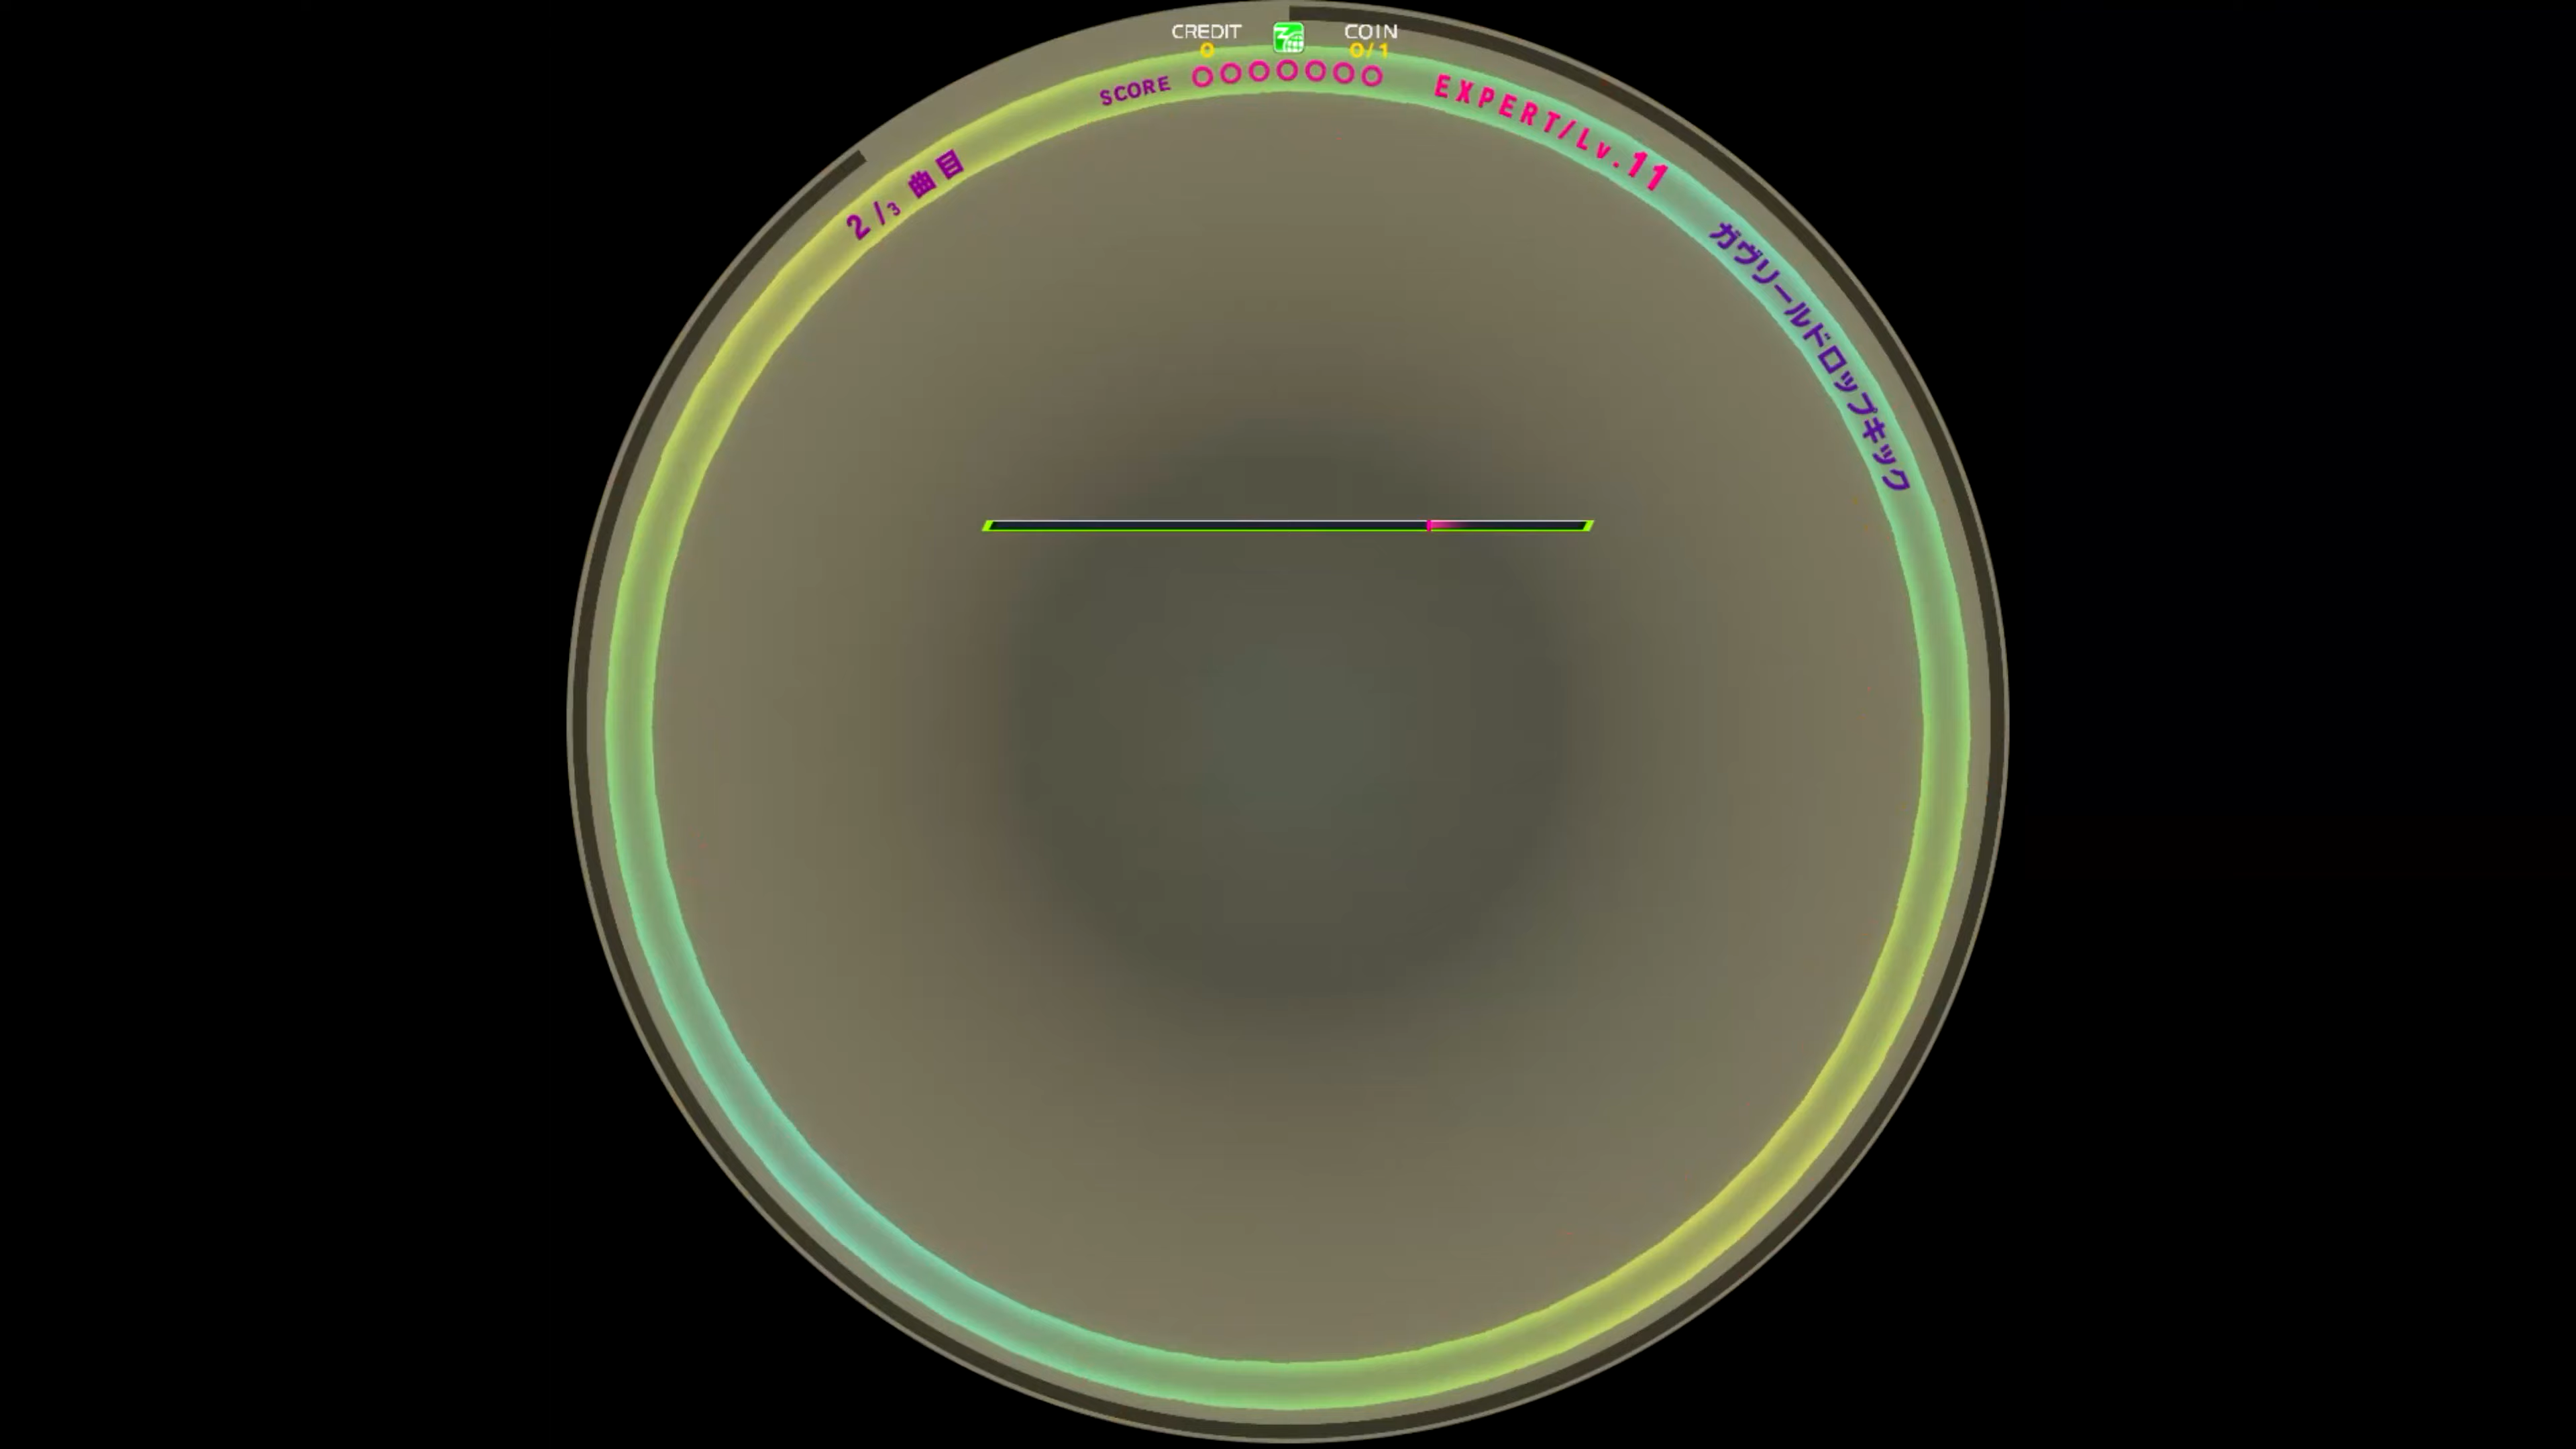 CREDIT
0
COIN
0/1
2/3 曲目
SCORE 0000000
EXPERT/Lv.11
ガヴリールドロップキック